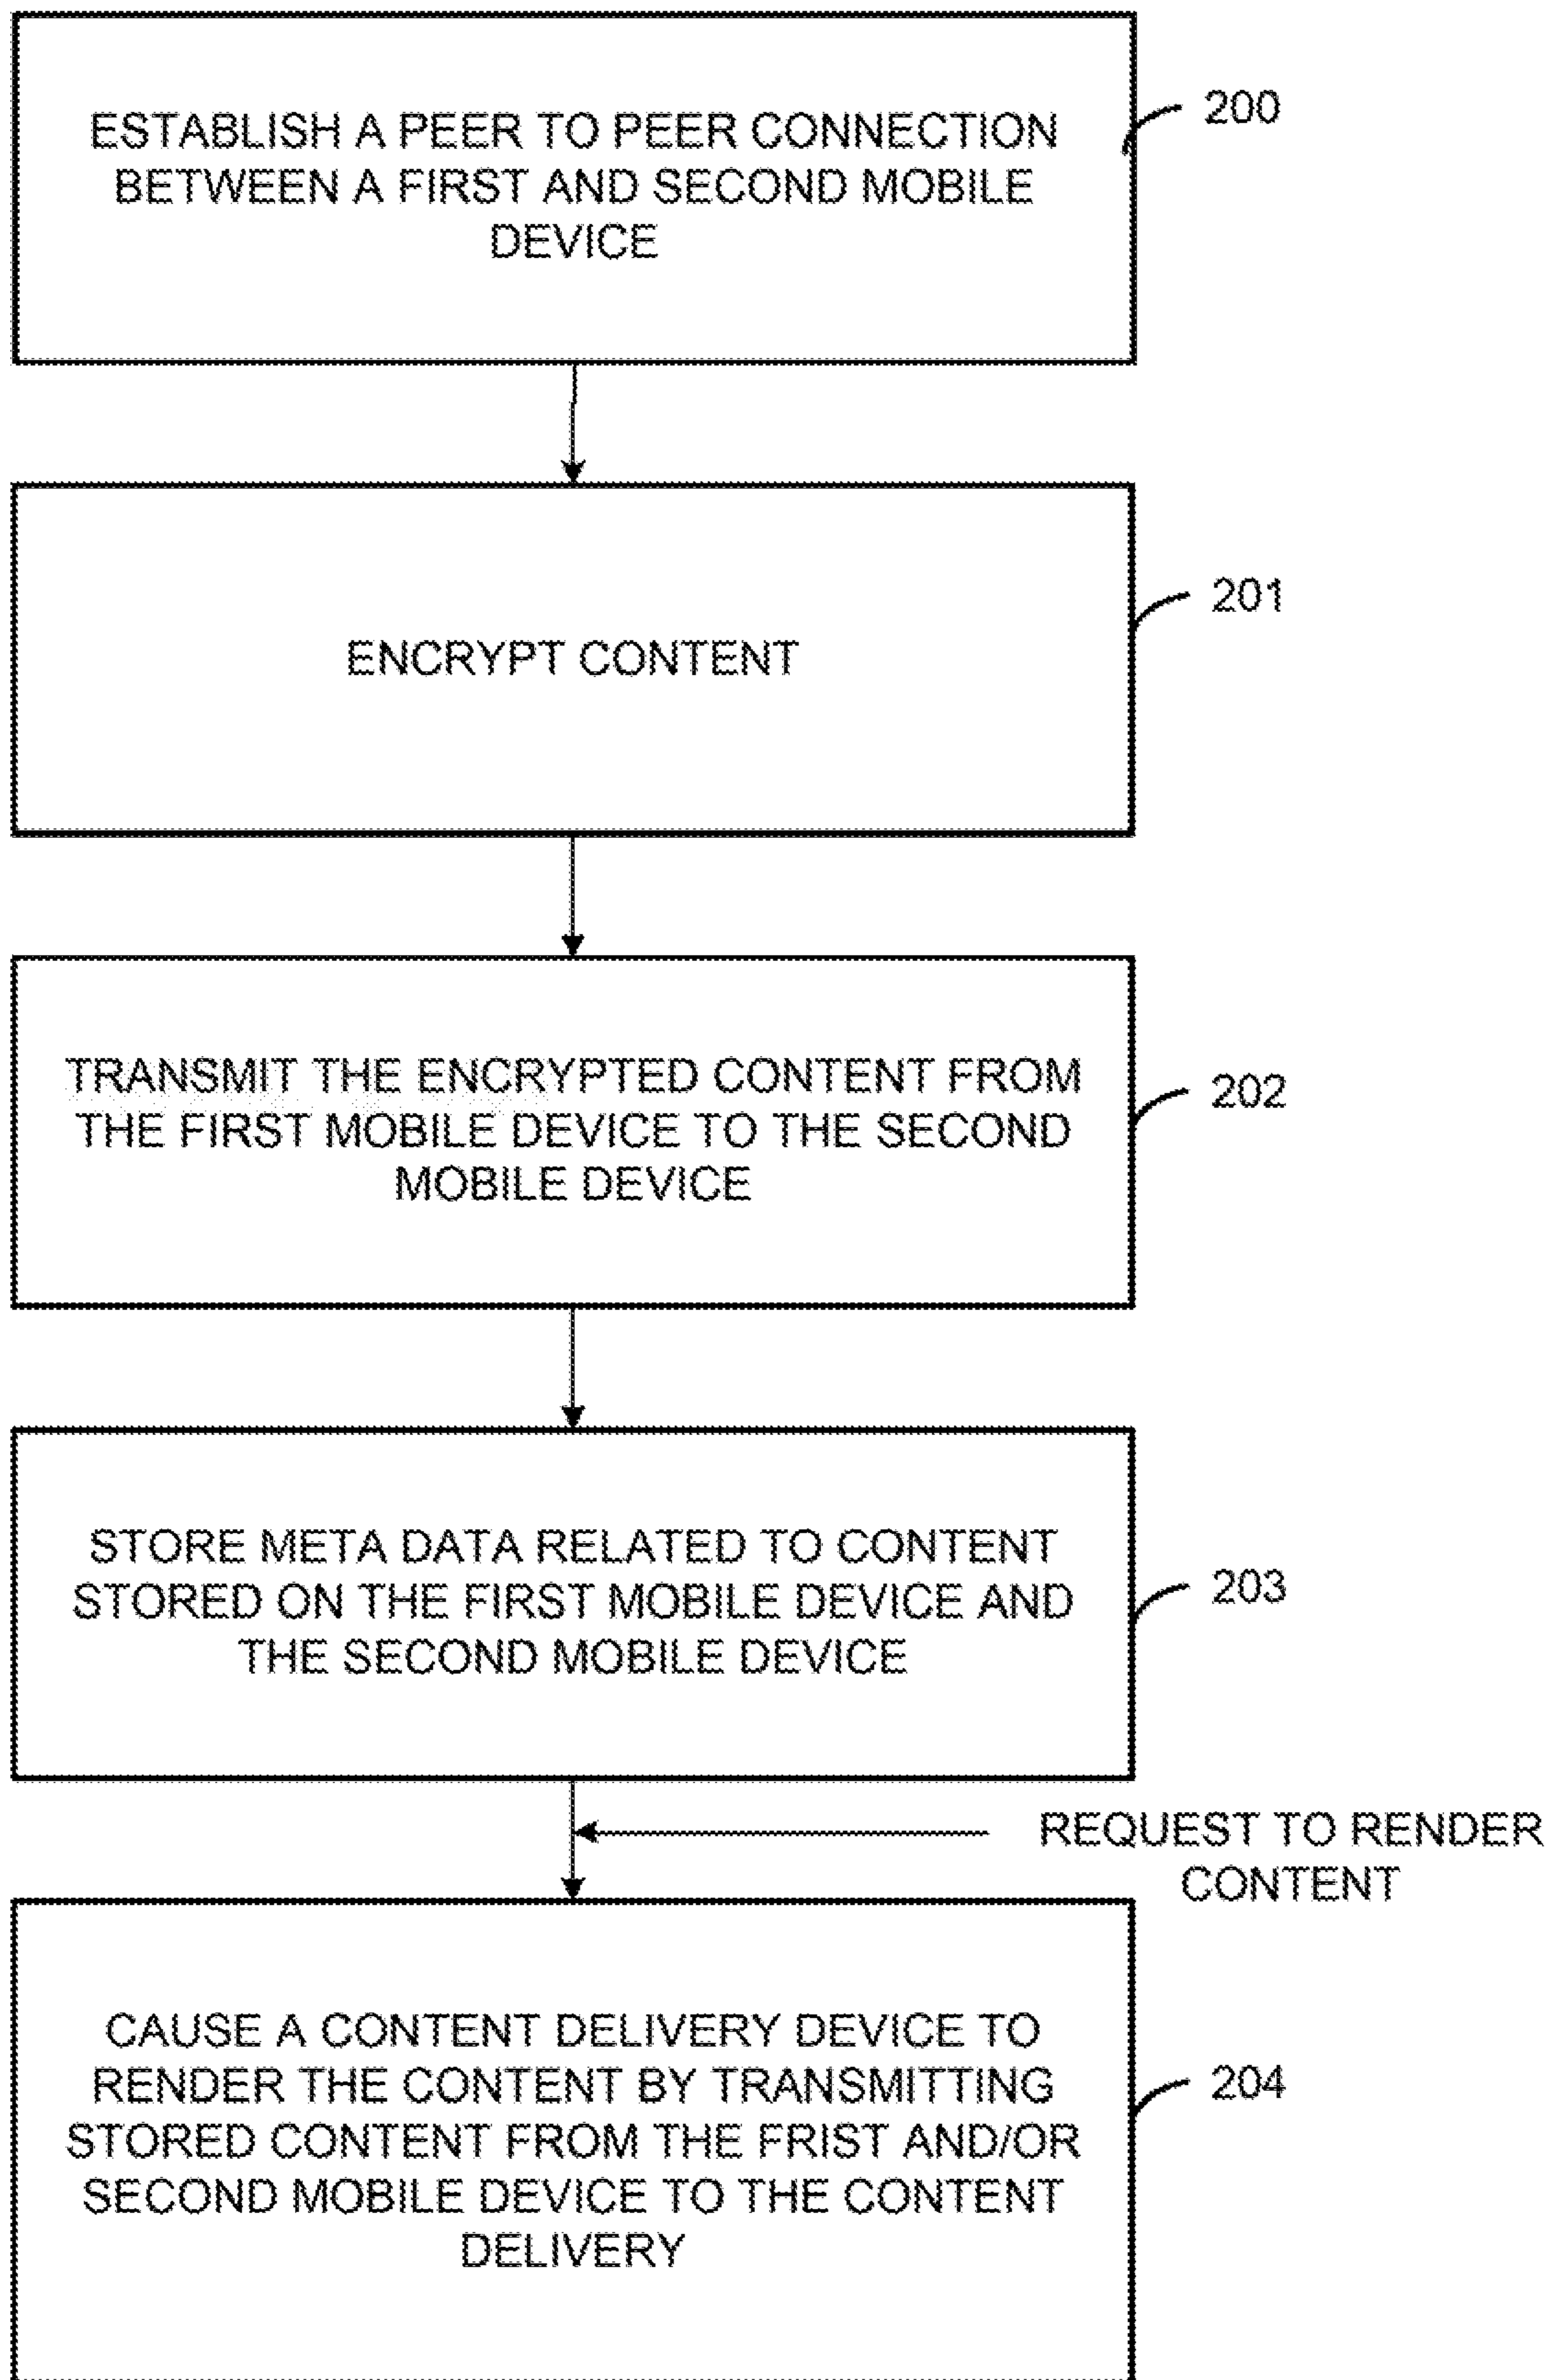 ESTABLISH A PEER TO PEER CONNECTION
BETWEEN A FIRST AND SECOND MOBILE
DEVICE
200
ENCRYPT CONTENT
201
TRANSMIT THE ENCRYPTED CONTENT FROM
THE FIRST MOBILE DEVICE TO THE SECOND
MOBILE DEVICE
202
STORE META DATA RELATED TO CONTENT
STORED ON THE FIRST MOBILE DEVICE AND
THE SECOND MOBILE DEVICE
203
REQUEST TO RENDER
CONTENT
CAUSE A CONTENT DELIVERY DEVICE TO
RENDER THE CONTENT BY TRANSMITTING
STORED CONTENT FROM THE FRIST AND/OR
SECOND MOBILE DEVICE TO THE CONTENT
DELIVERY
204